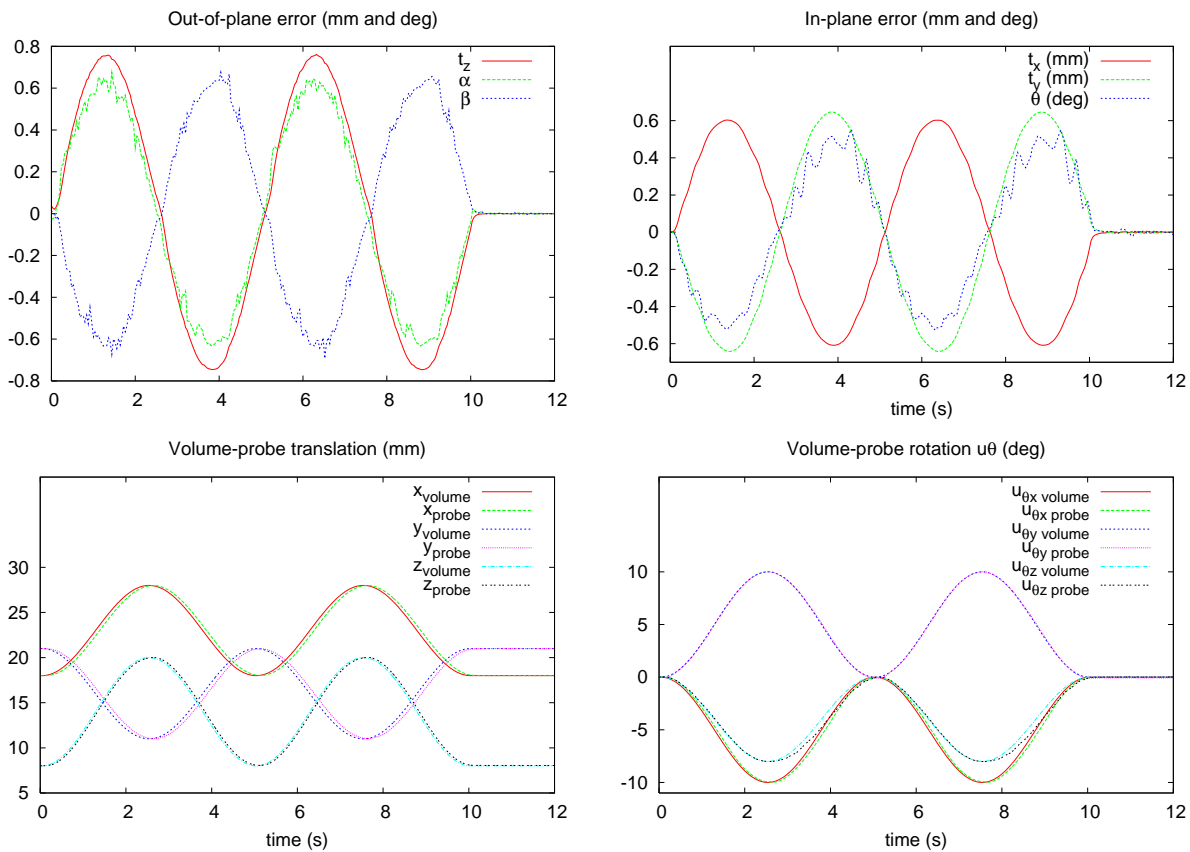 Out-of-plane error (mm and deg)
0.8
0.6
0.4
0.2
0
-0.2
-0.4
-0.6
-0.8
0 2 4 6 8 10 12
t_z
α
β
In-plane error (mm and deg)
0.6
0.4
0.2
0
-0.2
-0.4
-0.6
0 2 4 6 8 10 12
time (s)
t_x (mm)
t_y (mm)
θ (deg)
Volume-probe translation (mm)
30
25
20
15
10
5
0 2 4 6 8 10 12
time (s)
x_volume
x_probe
y_volume
y_probe
z_volume
z_probe
Volume-probe rotation uθ (deg)
10
5
0
-5
-10
0 2 4 6 8 10 12
time (s)
u_θx volume
u_θx probe
u_θy volume
u_θy probe
u_θz volume
u_θz probe